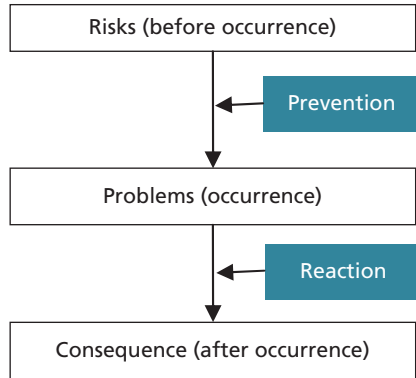 Risks (before occurrence)
Prevention
Problems (occurrence)
Reaction
Consequence (after occurrence)